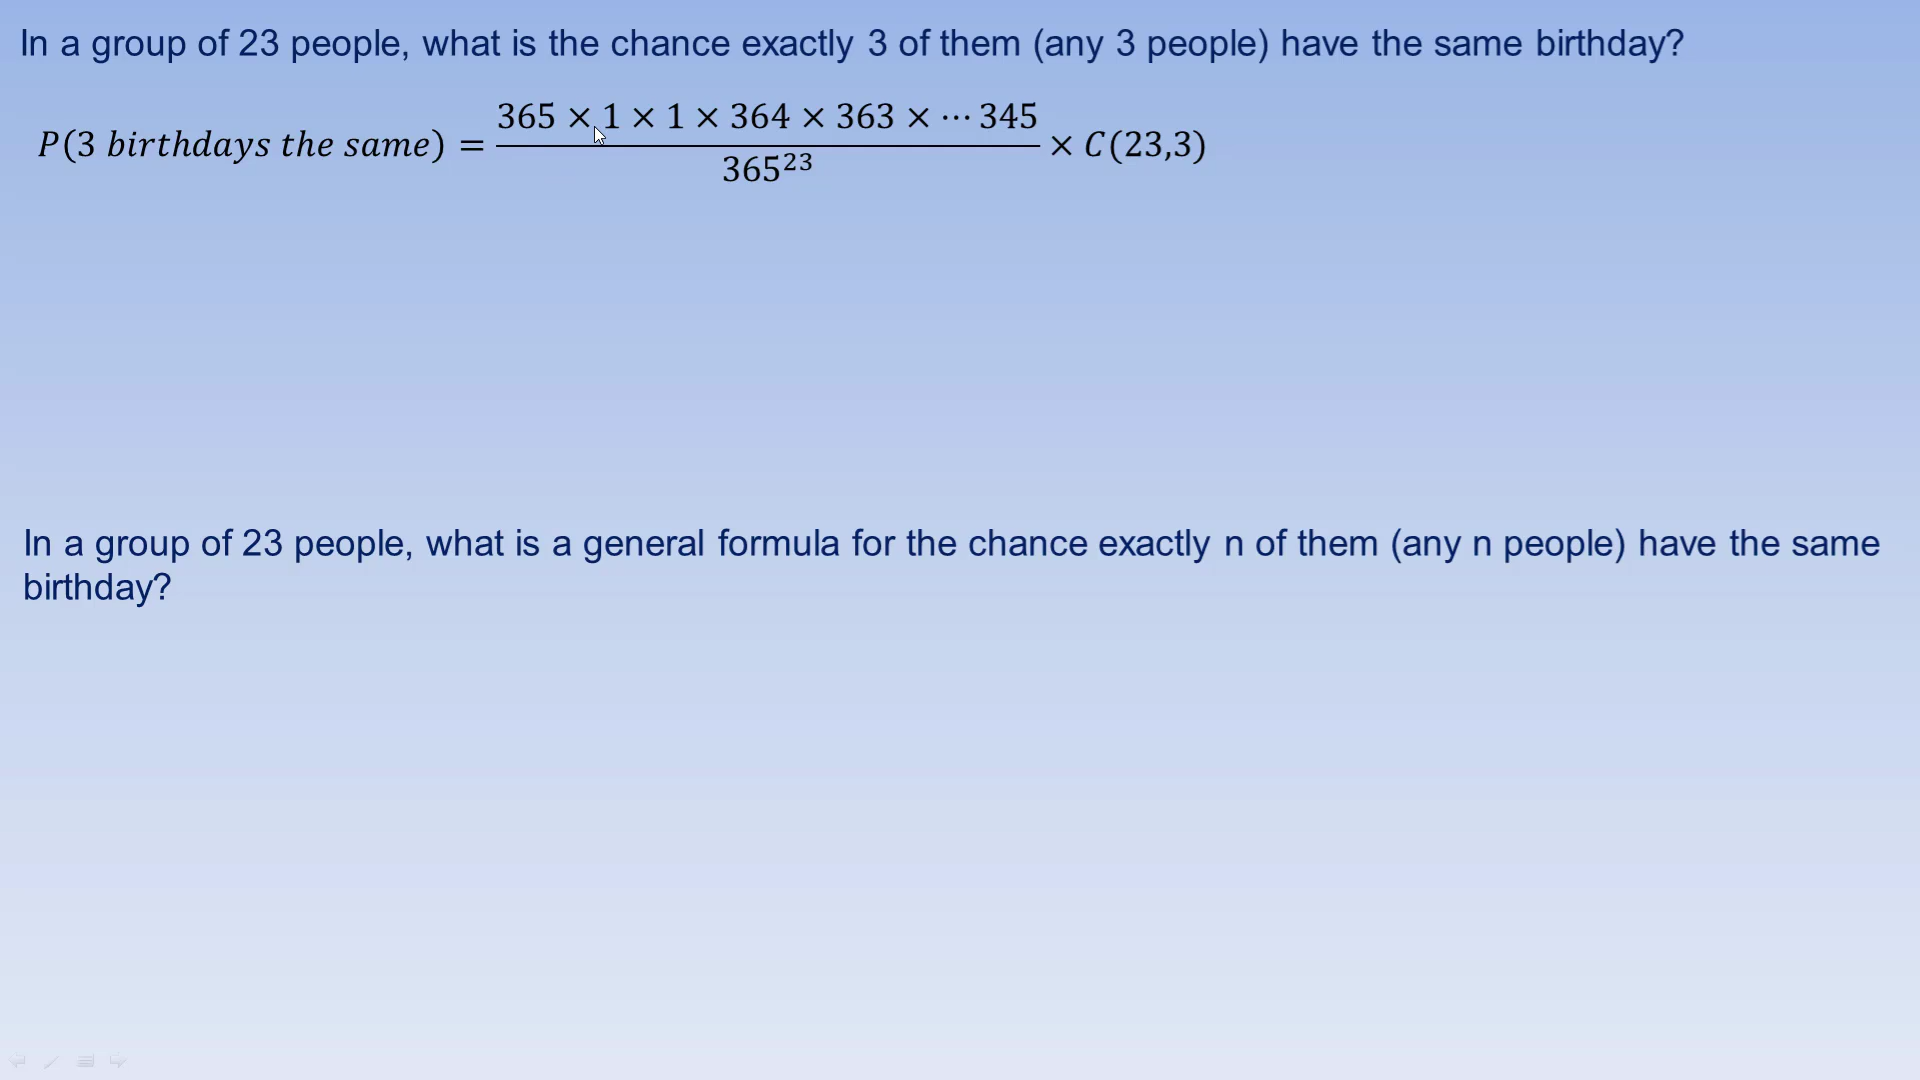 In a group of 23 people, what is the chance exactly 3 of them (any 3 people) have the same birthday?
P(3 birthdays the same) = 365 × 1 × 1 × 364 × 363 × ⋯ 345 / 365²³ × C(23,3)
In a group of 23 people, what is a general formula for the chance exactly n of them (any n people) have the same
birthday?